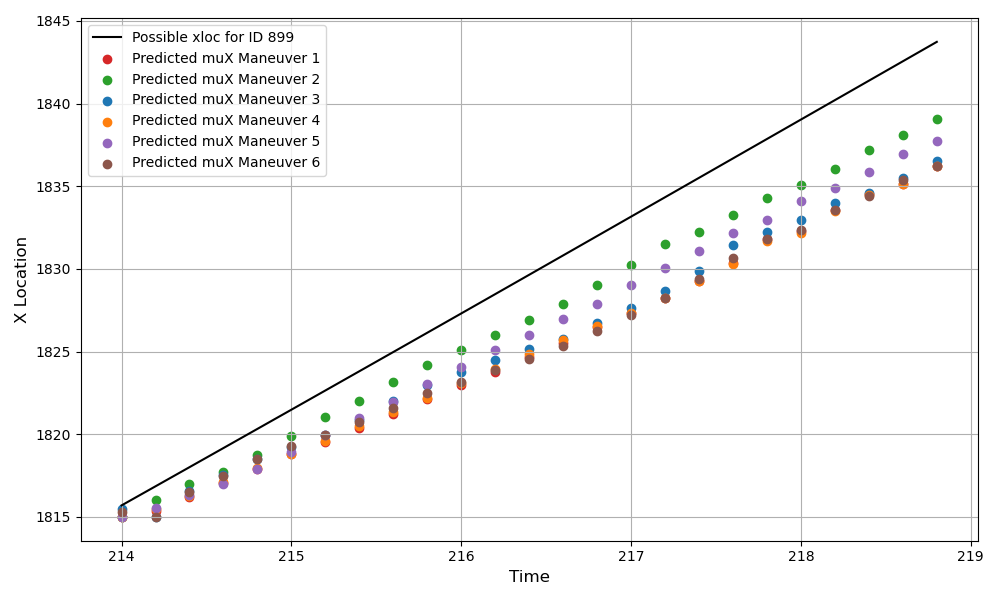 1845
1840
1835
1830
1825
1820
1815
X Location
Possible xloc for ID 899
Predicted muX Maneuver 1
Predicted muX Maneuver 2
Predicted muX Maneuver 3
Predicted muX Maneuver 4
Predicted muX Maneuver 5
Predicted muX Maneuver 6
214 215 216 217 218 219
Time